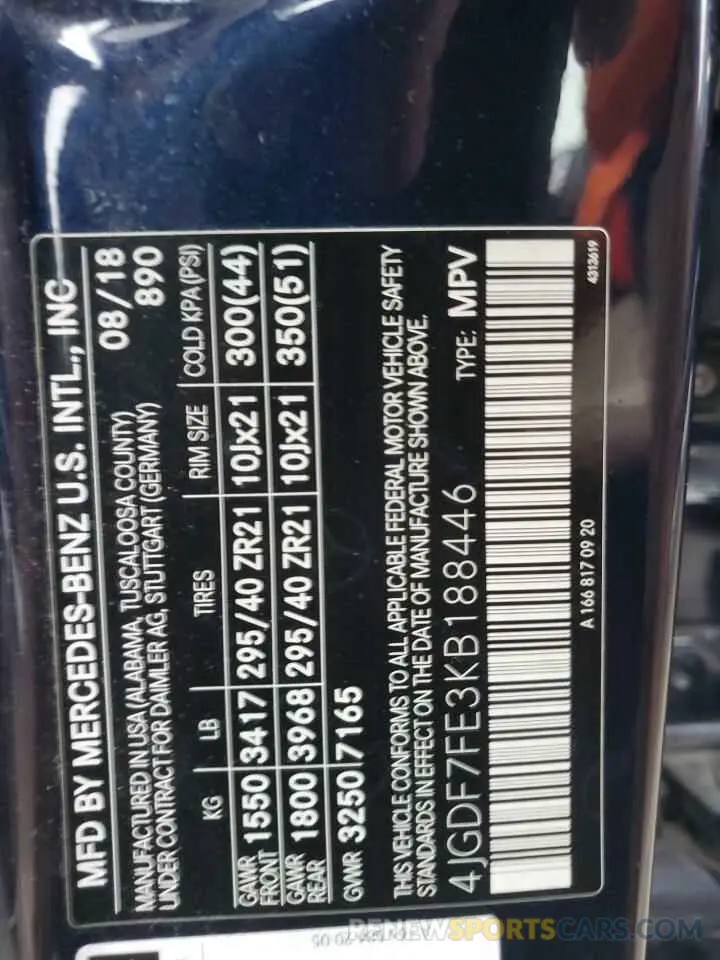 MFD BY MERCEDES-BENZ U.S. INTL., INC
08/18
MANUFACTURED IN USA (ALABAMA, TUSCALOOSA COUNTY)
UNDER CONTRACT FOR DAIMLER AG, STUTTGART (GERMANY)
890
KG LB TIRES RIM SIZE COLD KPA (PSI)
GAWR FRONT 1550 3417 295/40 ZR21 10Jx21 300(44)
GAWR REAR 1800 3968 295/40 ZR21 10Jx21 350(51)
GVWR 3250 7165
THIS VEHICLE CONFORMS TO ALL APPLICABLE FEDERAL MOTOR VEHICLE SAFETY
STANDARDS IN EFFECT ON THE DATE OF MANUFACTURE SHOWN ABOVE.
4JGDF7FE3KB188446 TYPE: MPV
A 166 817 09 20
4313619
RENEWSPORTSCARS.COM